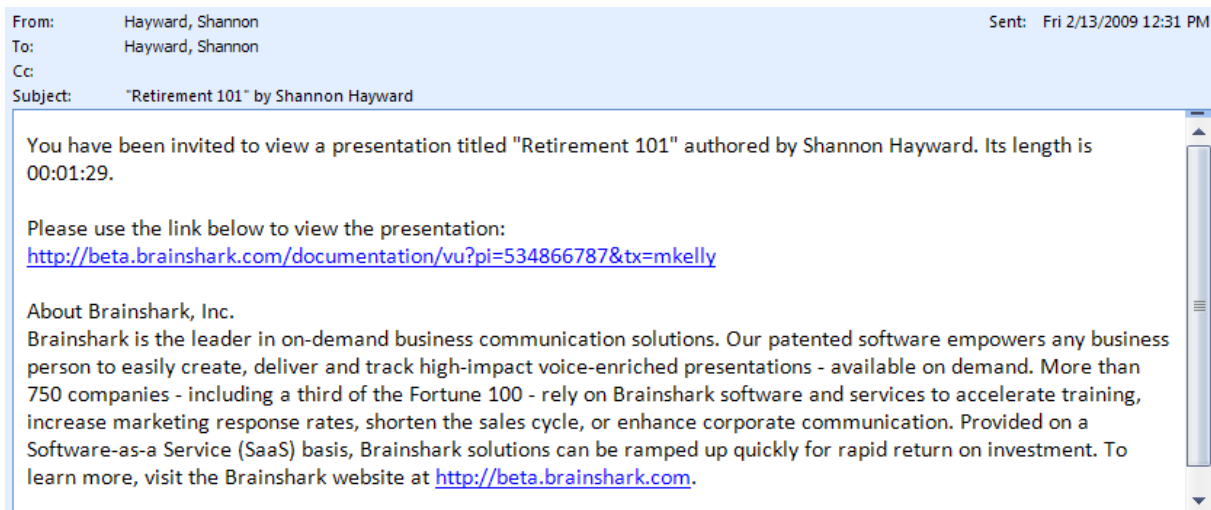 From: Hayward, Shannon Sent: Fri 2/13/2009 12:31 PM
To: Hayward, Shannon
Cc:
Subject: "Retirement 101" by Shannon Hayward
You have been invited to view a presentation titled "Retirement 101" authored by Shannon Hayward. Its length is
00:01:29.
Please use the link below to view the presentation:
http://beta.brainshark.com/documentation/vu?pi=534866787&tx=mkelly
About Brainshark, Inc.
Brainshark is the leader in on-demand business communication solutions. Our patented software empowers any business
person to easily create, deliver and track high-impact voice-enriched presentations - available on demand. More than
750 companies - including a third of the Fortune 100 - rely on Brainshark software and services to accelerate training,
increase marketing response rates, shorten the sales cycle, or enhance corporate communication. Provided on a
Software-as-a Service (SaaS) basis, Brainshark solutions can be ramped up quickly for rapid return on investment. To
learn more, visit the Brainshark website at http://beta.brainshark.com.